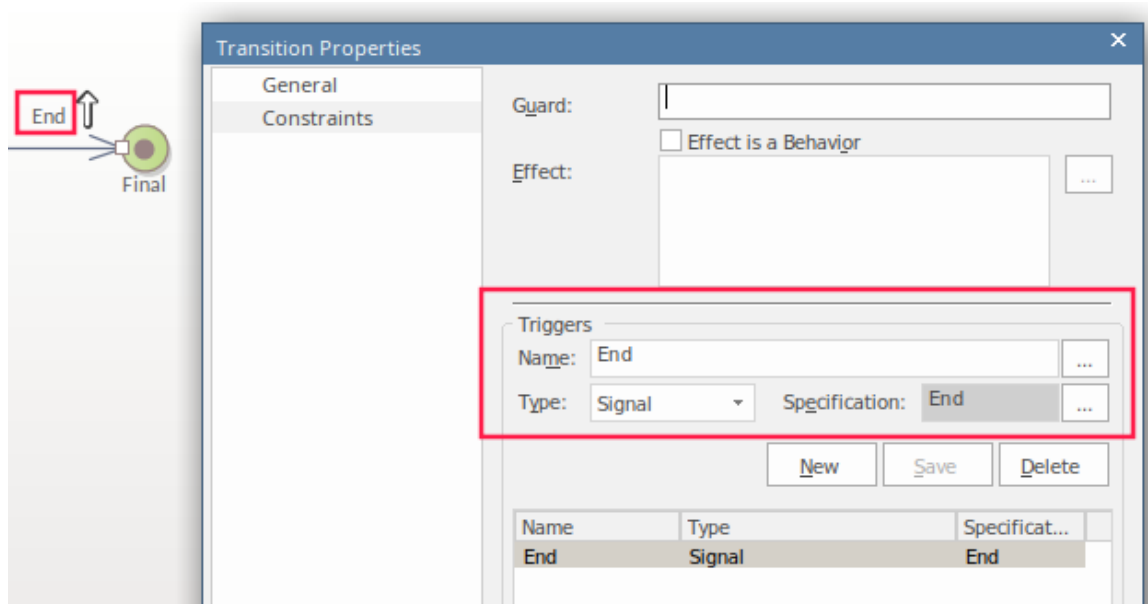 End
Final
Transition Properties
General
Constraints
Guard:
Effect is a Behavior
Effect:
...
Triggers
Name: End ...
Type: Signal Specification: End ...
New Save Delete
Name Type Specificat...
End Signal End